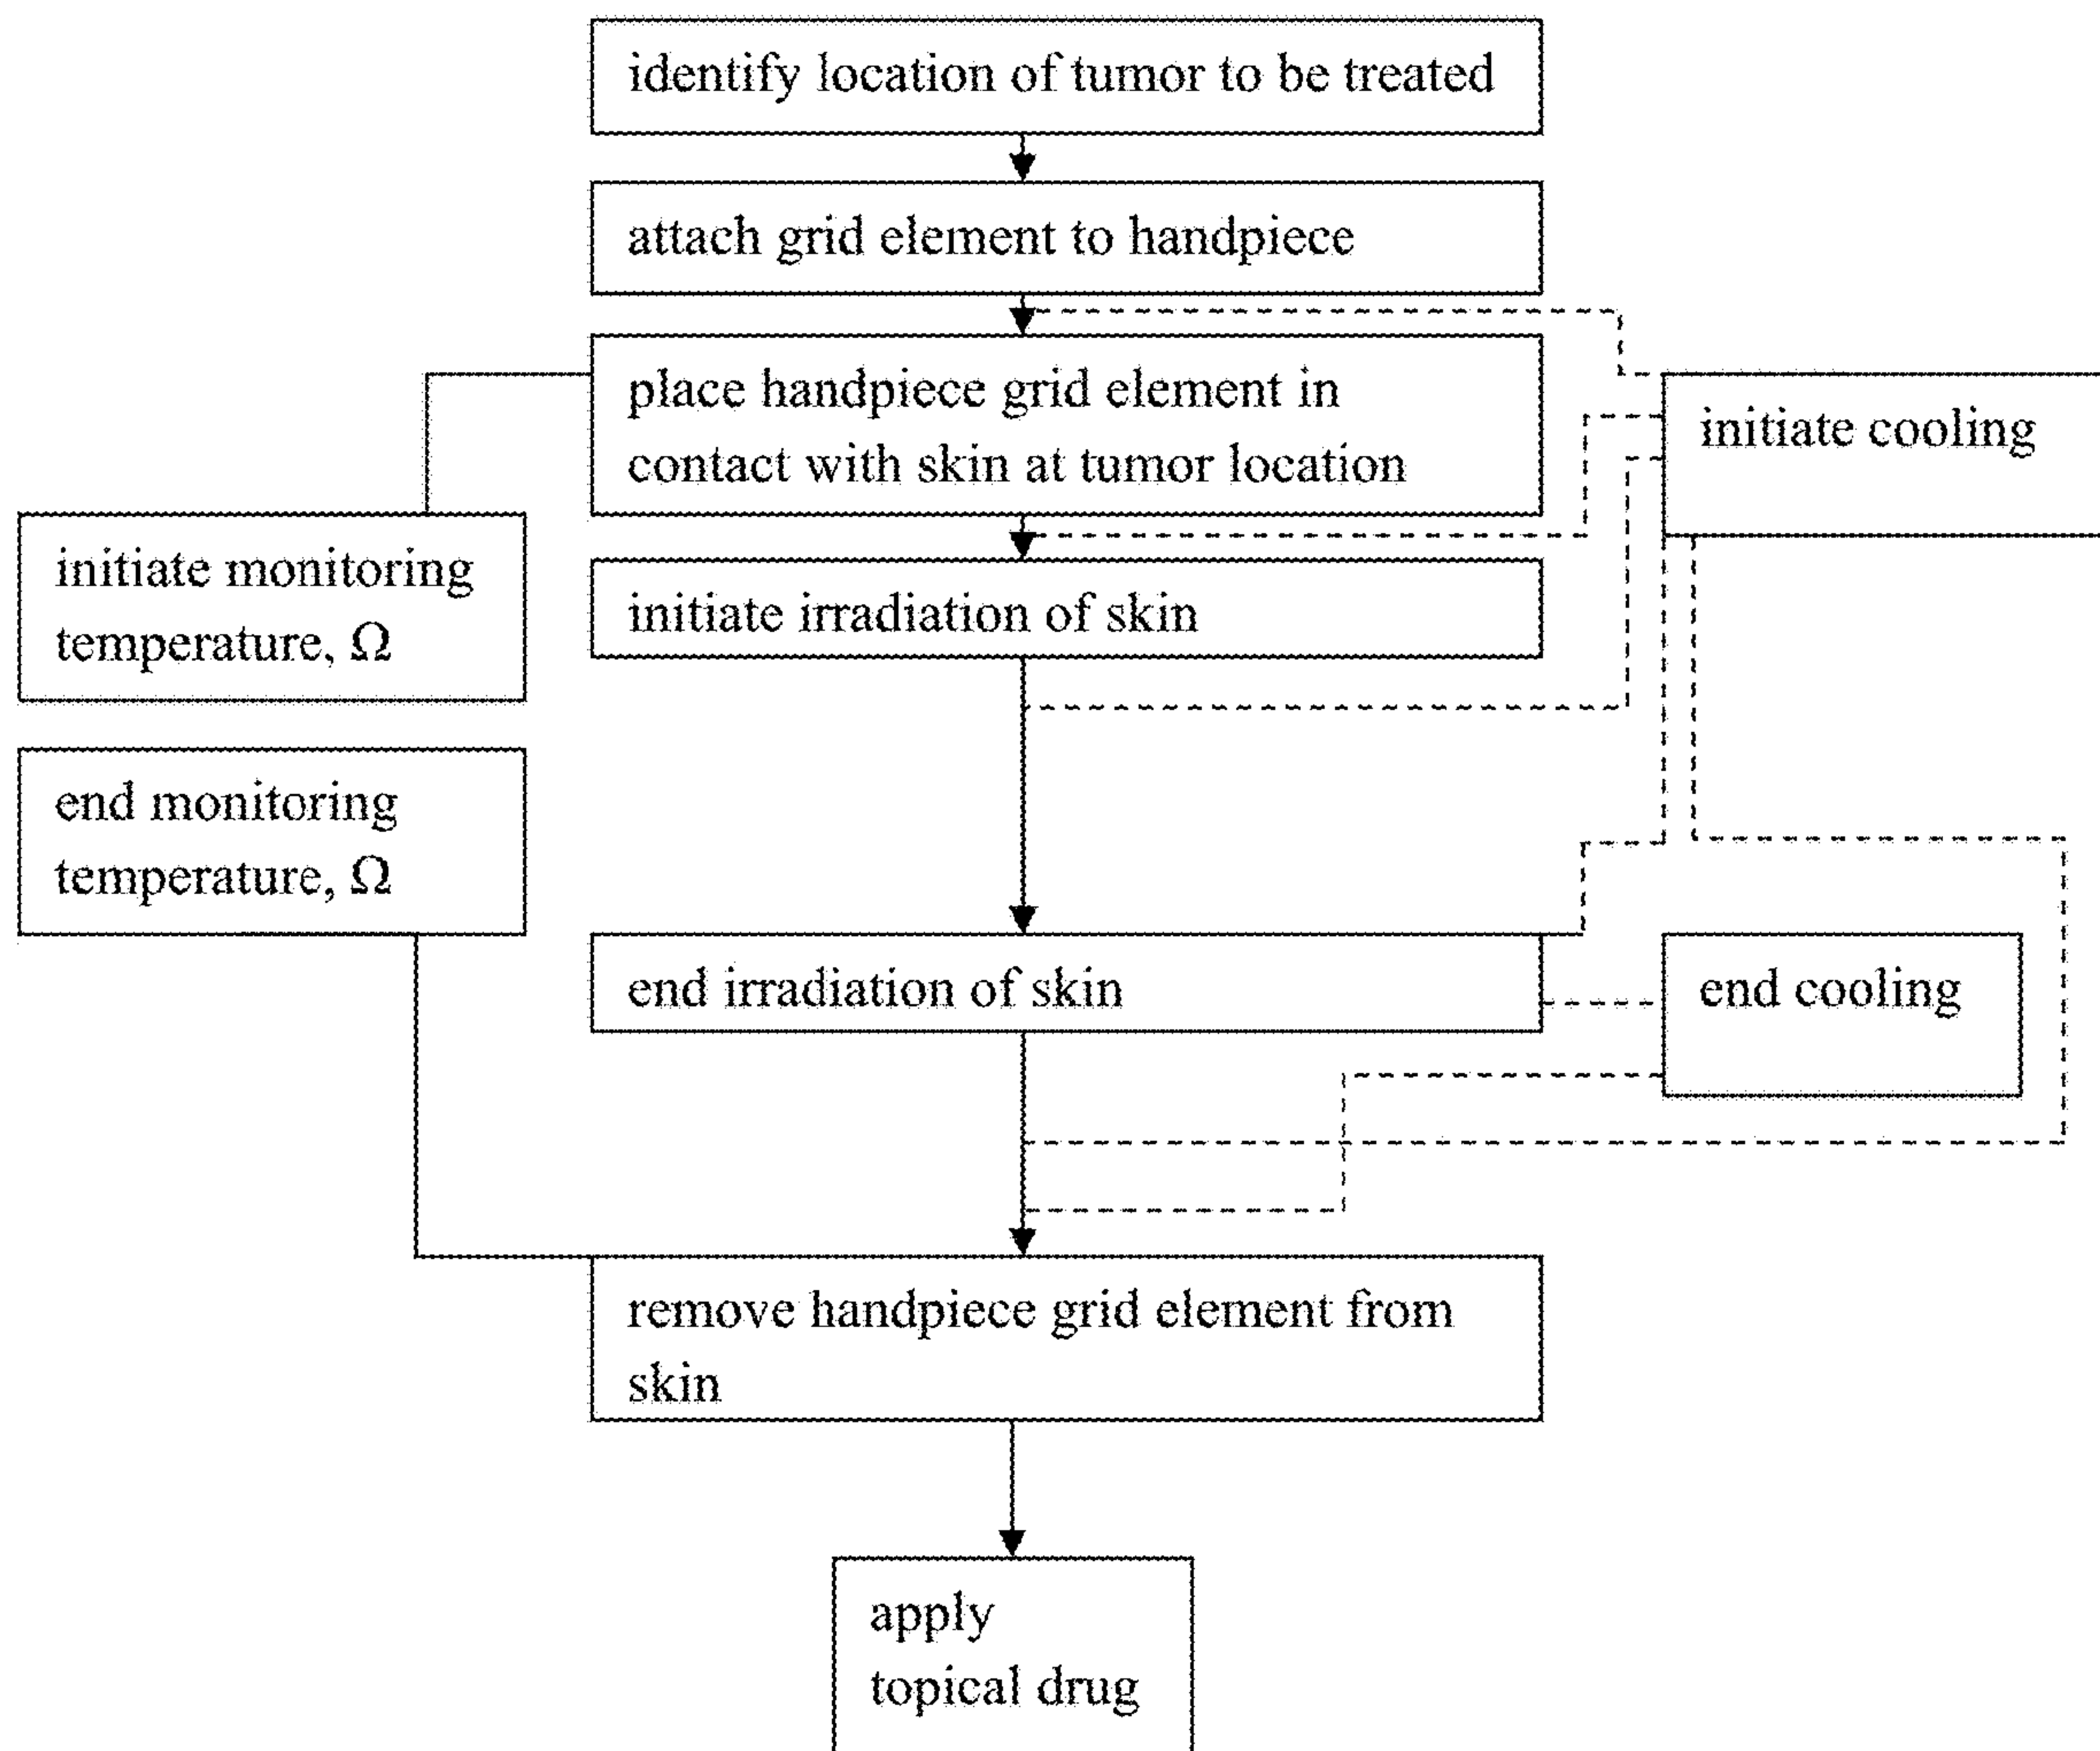 identify location of tumor to be treated
attach grid element to handpiece
place handpiece grid element in
contact with skin at tumor location
initiate cooling
initiate monitoring
temperature, Ω
initiate irradiation of skin
end monitoring
temperature, Ω
end irradiation of skin
end cooling
remove handpiece grid element from
skin
apply
topical drug